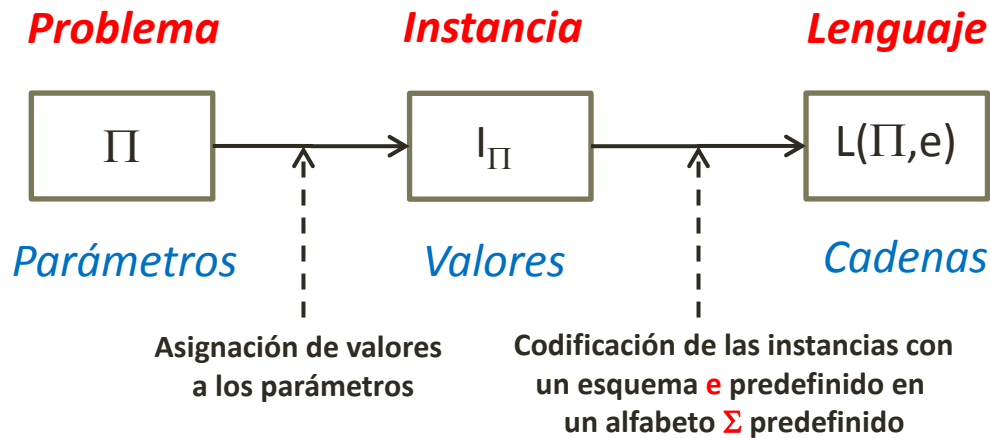 Problema
Instancia
Lenguaje
Π
I_Π
L(Π,e)
Parámetros
Valores
Cadenas
Asignación de valores
a los parámetros
Codificación de las instancias con
un esquema e predefinido en
un alfabeto Σ predefinido